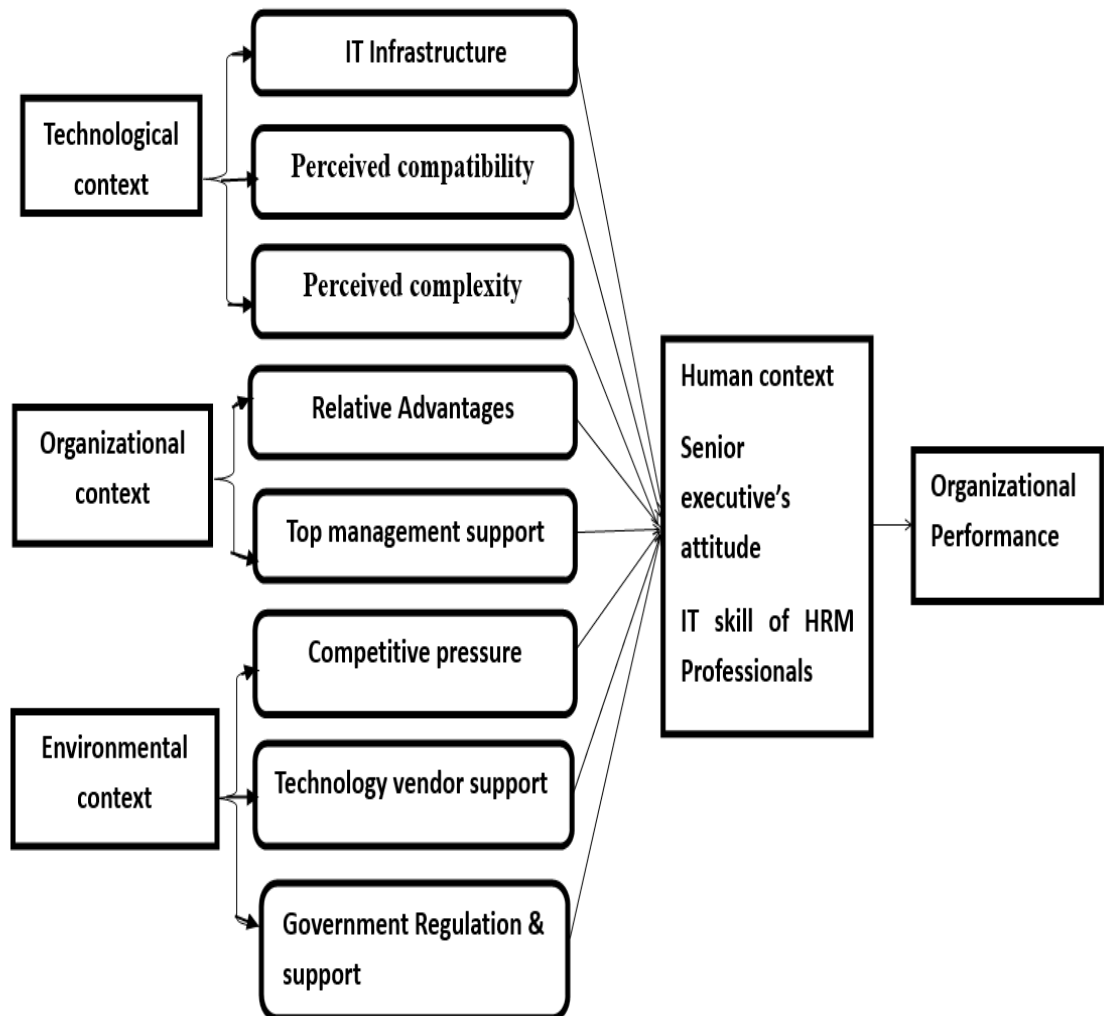 IT Infrastructure
Technological
context
Perceived compatibility
Perceived complexity
Relative Advantages
Organizational
context
Top management support
Competitive pressure
Environmental
context
Technology vendor support
Government Regulation &
support
Human context
Senior
executive’s
attitude
IT skill of HRM
Professionals
Organizational
Performance